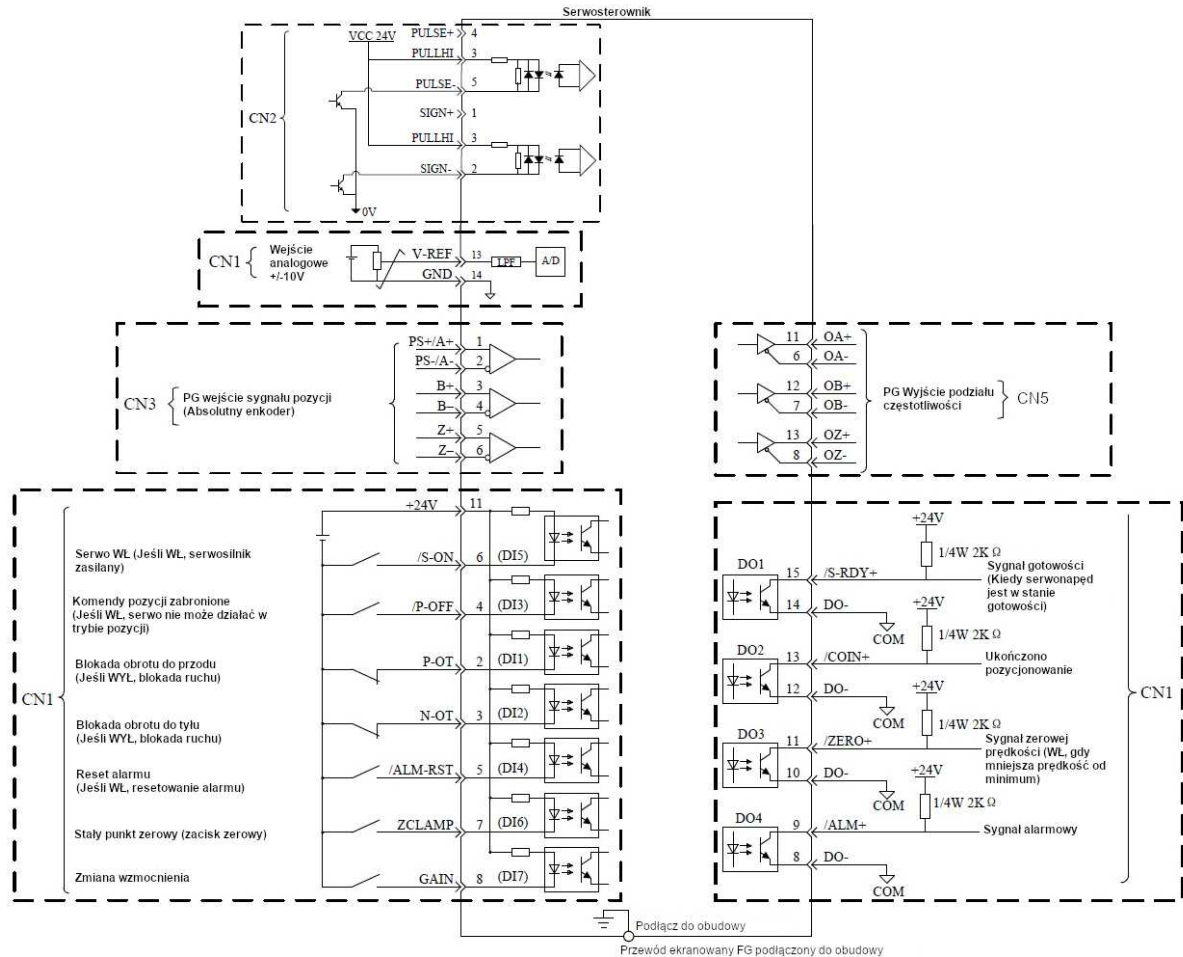 Serwosterownik
CN2
VCC 24V
PULSE+ 4
PULLHI 3
PULSE- 5
SIGN+ 1
PULLHI 3
SIGN- 2
0V
CN1
Wejście
analogowe
+/-10V
V-REF 13 LPF A/D
GND 14
CN3
PG wejście sygnału pozycji
(Absolutny enkoder)
PS+/A+ 1
PS-/A- 2
B+ 3
B− 4
Z+ 5
Z− 6
11 OA+
6 OA-
12 OB+
7 OB-
13 OZ+
8 OZ-
PG Wyjście podziału
częstotliwości
CN5
CN1
+24V 11
Serwo WŁ (Jeśli WŁ, serwosilnik
zasilany)
/S-ON 6 (DI5)
Komendy pozycji zabronione
(Jeśli WŁ, serwo nie może działać w
trybie pozycji)
/P-OFF 4 (DI3)
Blokada obrotu do przodu
(Jeśli WYŁ, blokada ruchu)
P-OT 2 (DI1)
Blokada obrotu do tyłu
(Jeśli WYŁ, blokada ruchu)
N-OT 3 (DI2)
Reset alarmu
(Jeśli WŁ, resetowanie alarmu)
/ALM-RST 5 (DI4)
Stały punkt zerowy (zacisk zerowy)
ZCLAMP 7 (DI6)
Zmiana wzmocnienia
GAIN 8 (DI7)
+24V
1/4W 2K Ω
DO1
15 /S-RDY+
14 DO-
COM
Sygnał gotowości
(Kiedy serwonapęd
jest w stanie
gotowości)
+24V
1/4W 2K Ω
DO2
13 /COIN+
12 DO-
COM
Ukończono
pozycjonowanie
+24V
1/4W 2K Ω
DO3
11 /ZERO+
10 DO-
COM
Sygnał zerowej
prędkości (WŁ, gdy
mniejsza prędkość od
minimum)
+24V
1/4W 2K Ω
DO4
9 /ALM+
8 DO-
COM
Sygnał alarmowy
CN1
Podłącz do obudowy
Przewód ekranowany FG podłączony do obudowy